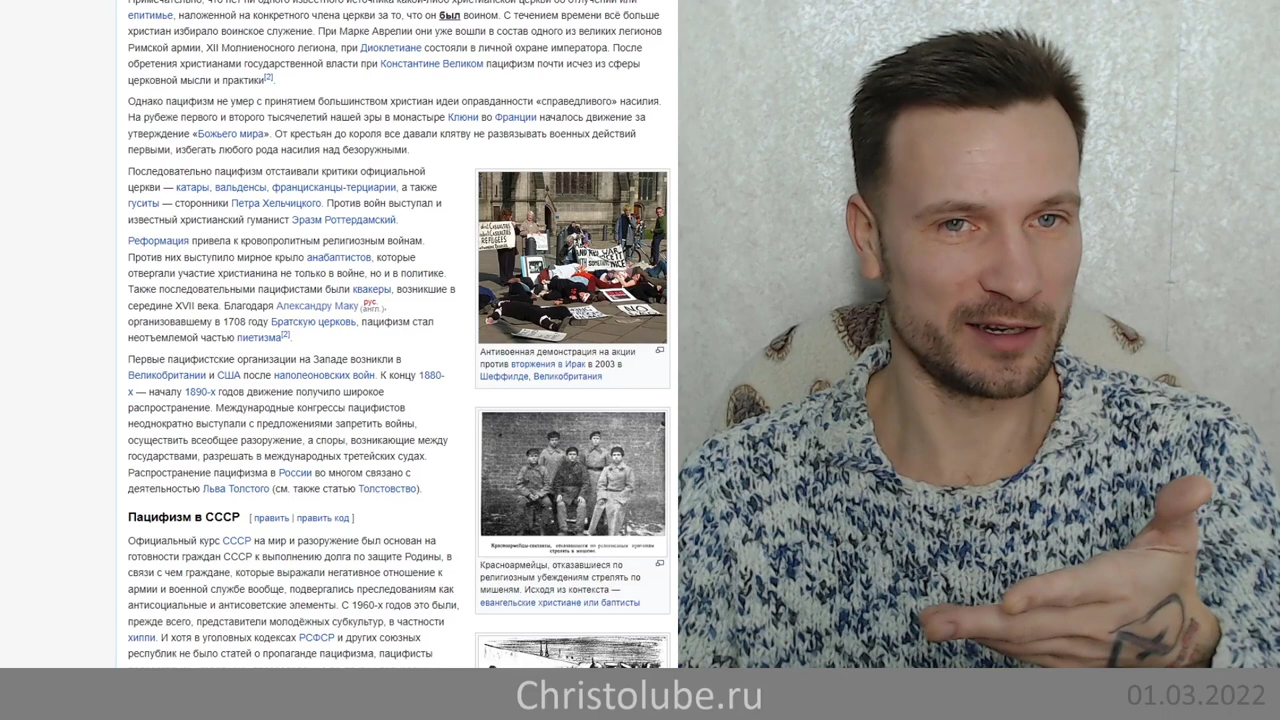 епитимье, наложенной на конкретного члена церкви за то, что он был воином. С течением времени всё больше
христиан избирало воинское служение. При Марке Аврелии они уже вошли в состав одного из великих легионов
Римской армии, XII Молниеносного легиона, при Диоклетиане состояли в личной охране императора. После
обретения христианами государственной власти при Константине Великом пацифизм почти исчез из сферы
церковной мысли и практики[2].
Однако пацифизм не умер с принятием большинством христиан идеи оправданности «справедливого» насилия.
На рубеже первого и второго тысячелетий нашей эры в монастыре Клюни во Франции началось движение за
утверждение «Божьего мира». От крестьян до короля все давали клятву не развязывать военных действий
первыми, избегать любого рода насилия над безоружными.
Последовательно пацифизм отстаивали критики официальной
церкви — катары, вальденсы, францисканцы-терциарии, а также
гуситы — сторонники Петра Хельчицкого. Против войн выступал и
известный христианский гуманист Эразм Роттердамский.
Реформация привела к кровопролитным религиозным войнам.
Против них выступило мирное крыло анабаптистов, которые
отвергали участие христианина не только в войне, но и в политике.
Также последовательными пацифистами были квакеры, возникшие в
середине XVII века. Благодаря Александру Маку рус. (англ.),
организовавшему в 1708 году Братскую церковь, пацифизм стал
неотъемлемой частью пиетизма[2].
Первые пацифистские организации на Западе возникли в
Великобритании и США после наполеоновских войн. К концу 1880-
х — началу 1890-х годов движение получило широкое
распространение. Международные конгрессы пацифистов
неоднократно выступали с предложениями запретить войны,
осуществить всеобщее разоружение, а споры, возникающие между
государствами, разрешать в международных третейских судах.
Распространение пацифизма в России во многом связано с
деятельностью Льва Толстого (см. также статью Толстовство).
Пацифизм в СССР [ править | править код ]
Официальный курс СССР на мир и разоружение был основан на
готовности граждан СССР к выполнению долга по защите Родины, в
связи с чем граждане, которые выражали негативное отношение к
армии и военной службе вообще, подвергались преследованиям как
антисоциальные и антисоветские элементы. С 1960-х годов это были,
прежде всего, представители молодёжных субкультур, в частности
хиппи. И хотя в уголовных кодексах РСФСР и других союзных
республик не было статей о пропаганде пацифизма, пацифисты
REFUGEES
NO
Антивоенная демонстрация на акции
против вторжения в Ирак в 2003 в
Шеффилде, Великобритания
Красноармейцы-сектанты, отказавшиеся по религиозным причинам
стрелять в мишени.
Красноармейцы, отказавшиеся по
религиозным убеждениям стрелять по
мишеням. Исходя из контекста —
евангельские христиане или баптисты
Christolube.ru
01.03.2022